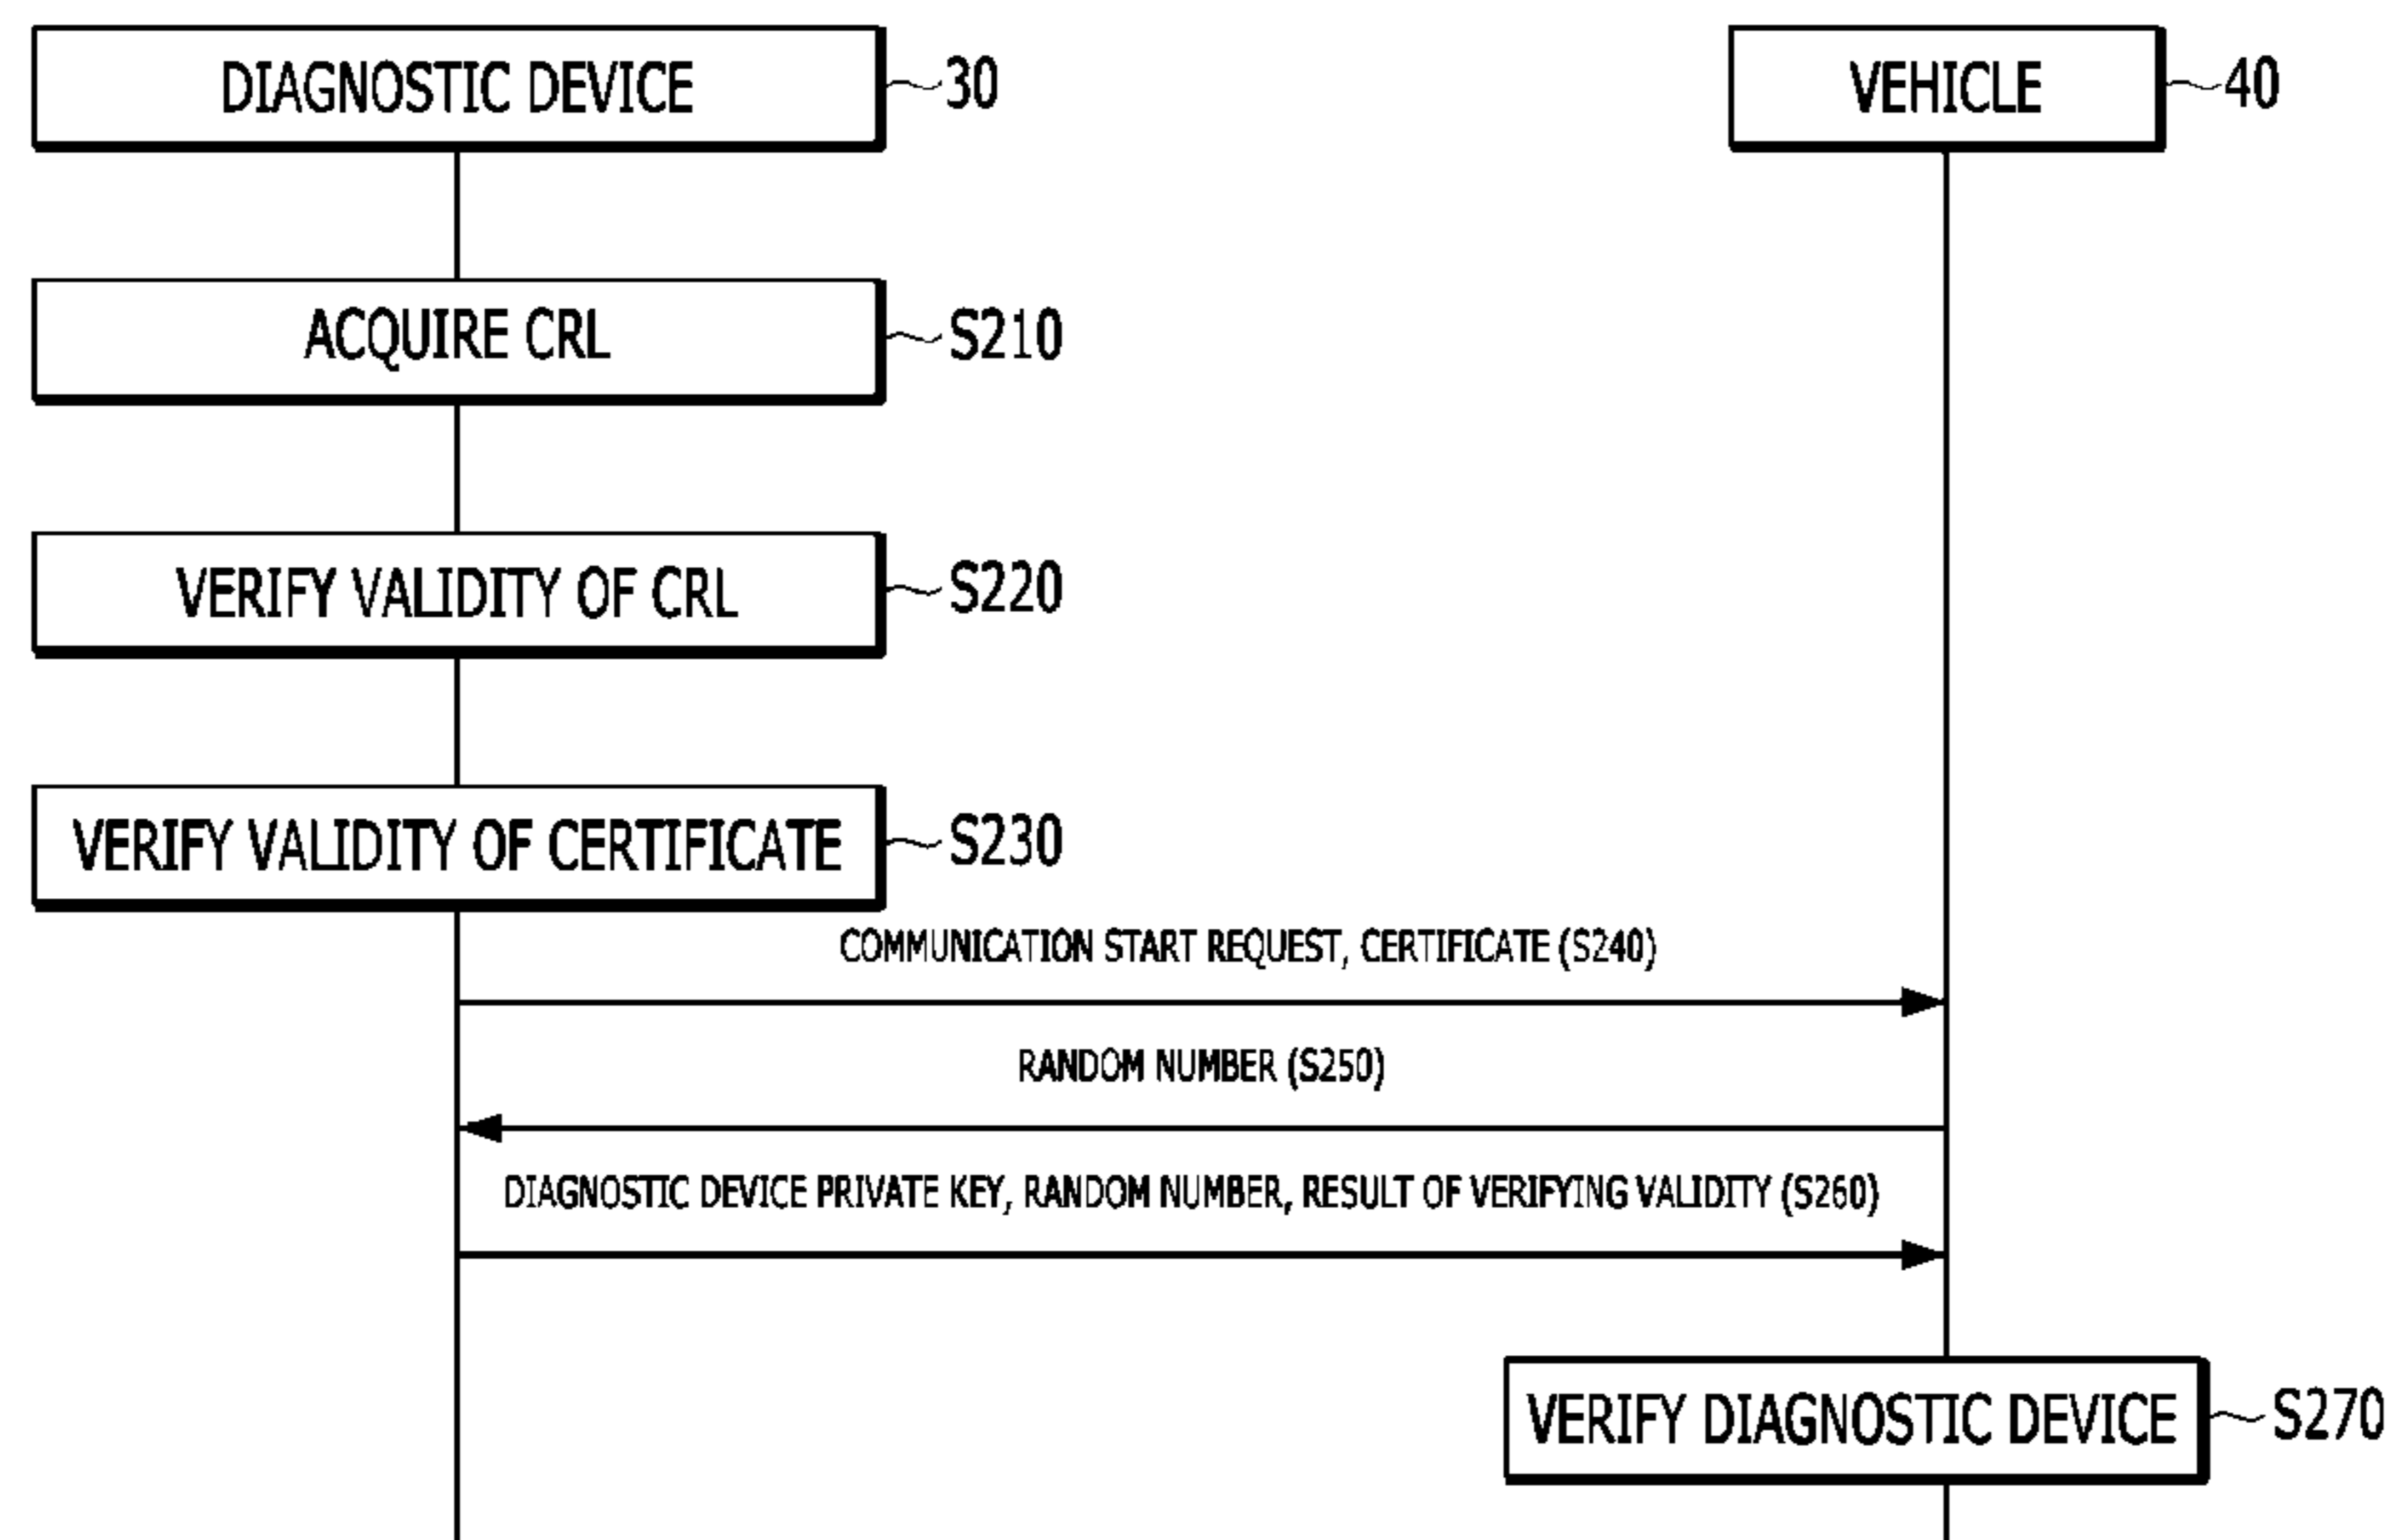 DIAGNOSTIC DEVICE 30
VEHICLE 40
ACQUIRE CRL S210
VERIFY VALIDITY OF CRL S220
VERIFY VALIDITY OF CERTIFICATE S230
COMMUNICATION START REQUEST, CERTIFICATE (S240)
RANDOM NUMBER (S250)
DIAGNOSTIC DEVICE PRIVATE KEY, RANDOM NUMBER, RESULT OF VERIFYING VALIDITY (S260)
VERIFY DIAGNOSTIC DEVICE S270